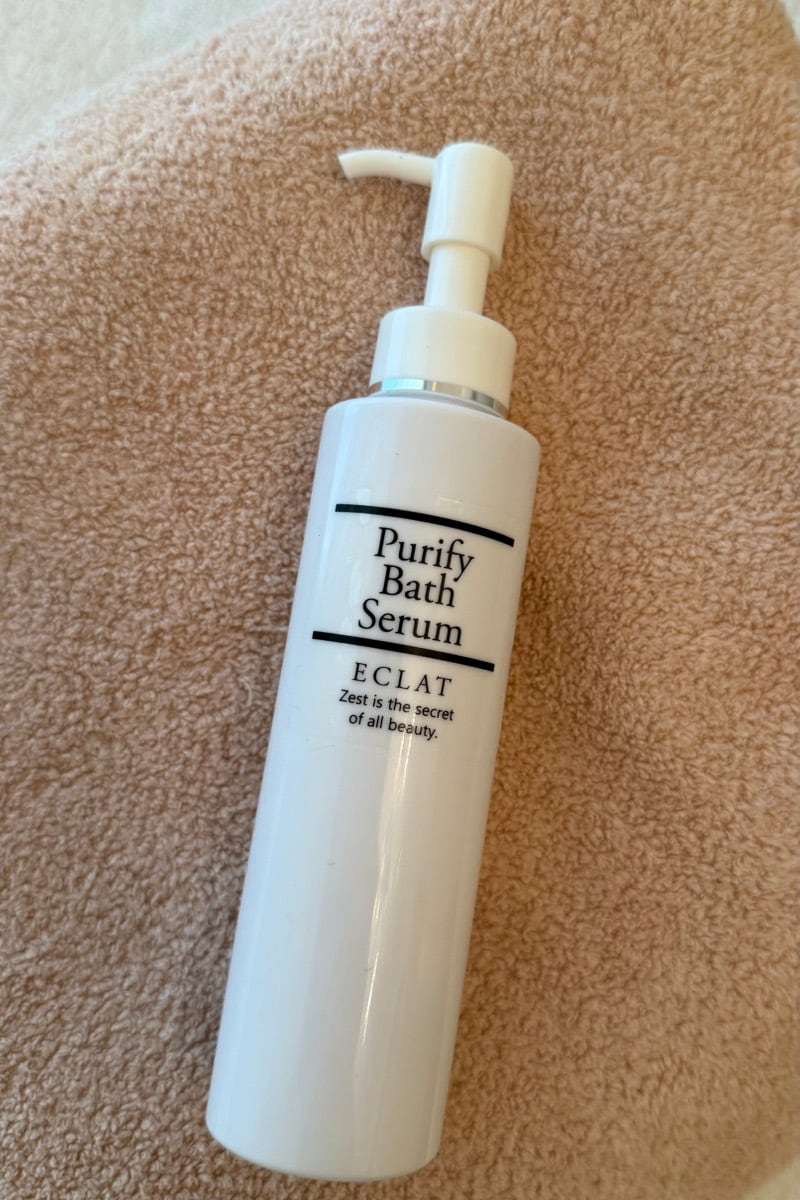 Purify
Bath
Serum
ECLAT
Zest is the secret
of all beauty.